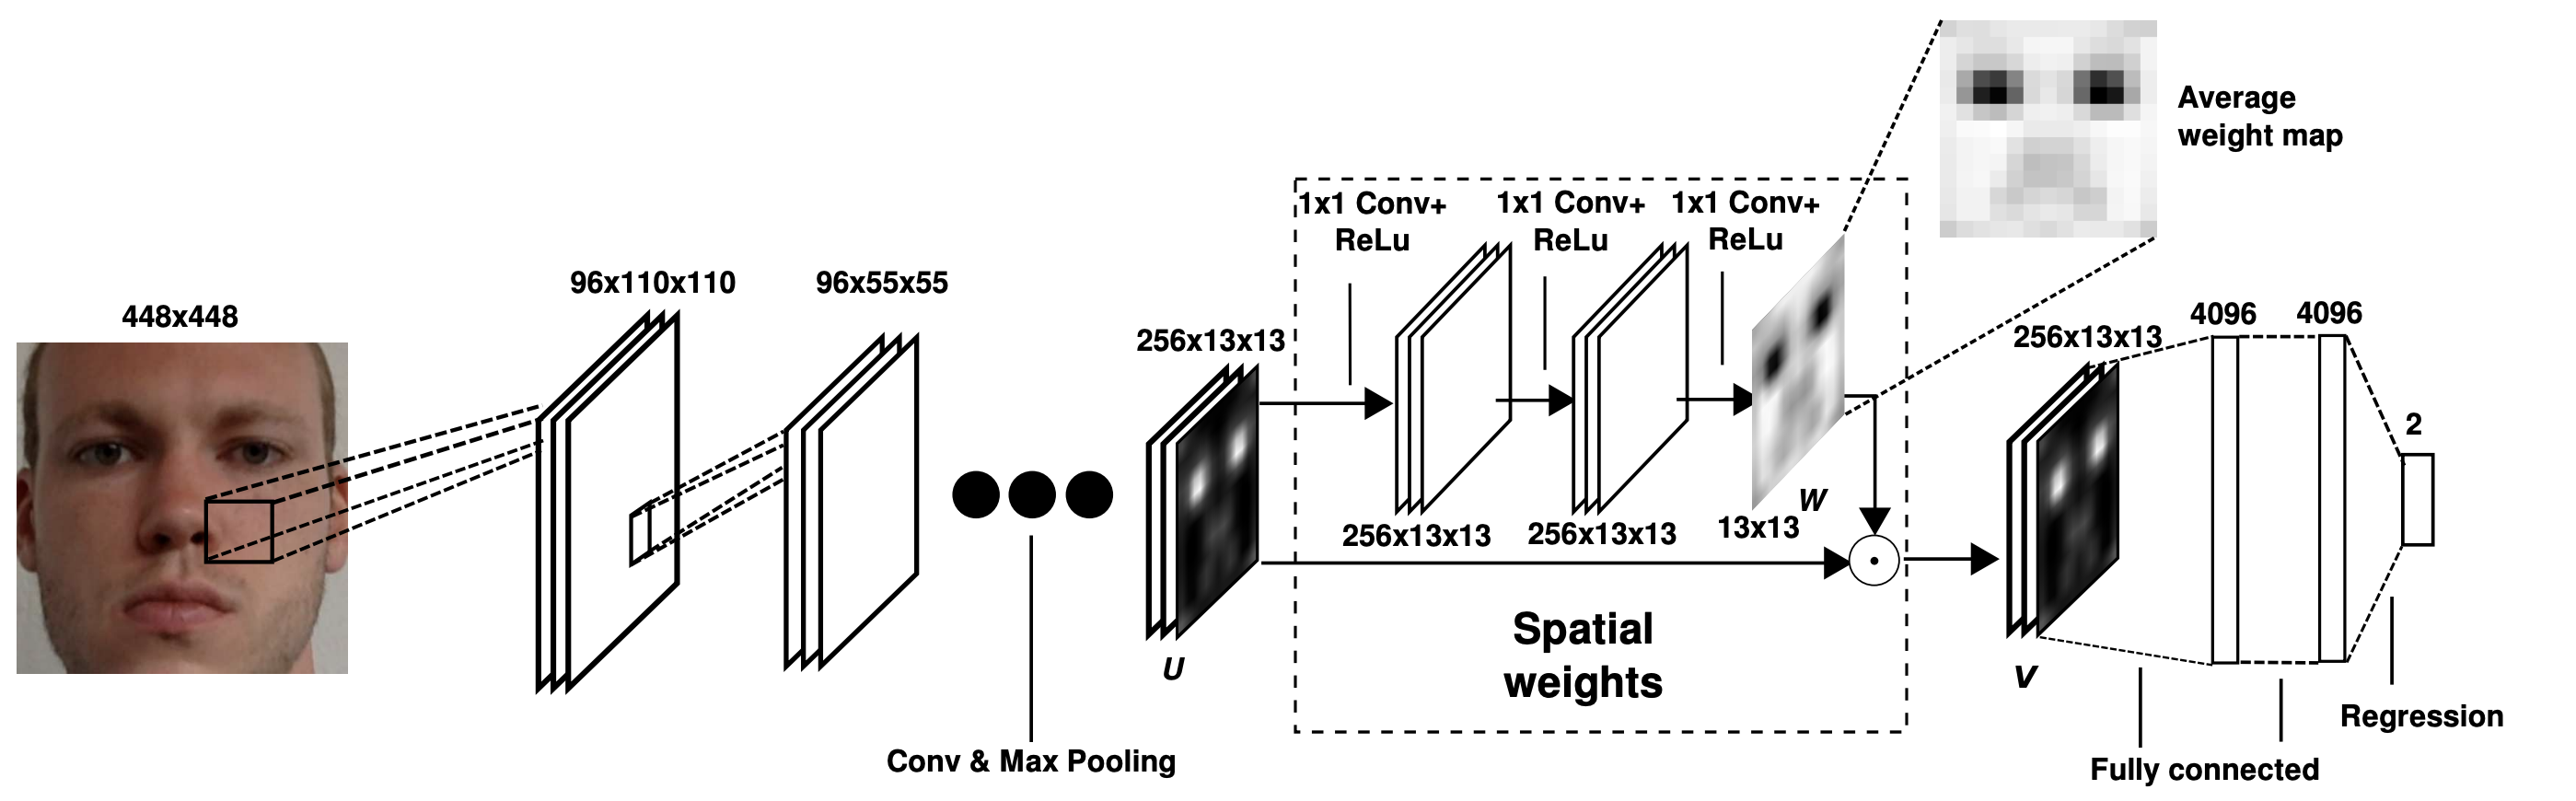 448x448
96x110x110
96x55x55
Conv & Max Pooling
256x13x13
U
1x1 Conv+
ReLu
1x1 Conv+
ReLu
1x1 Conv+
ReLu
256x13x13
256x13x13
13x13
W
Spatial
weights
Average
weight map
256x13x13
V
4096
4096
2
Fully connected
Regression